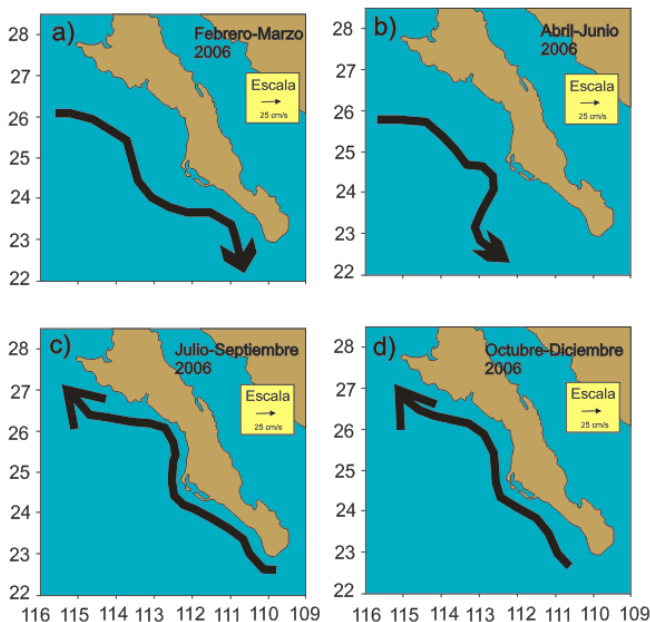 a)
Febrero-Marzo
2006
Escala
25 cm/s
28
27
26
25
24
23
22
b)
Abril-Junio
2006
Escala
25 cm/s
28
27
26
25
24
23
22
c)
Julio-Septiembre
2006
Escala
25 cm/s
28
27
26
25
24
23
22
116 115 114 113 112 111 110 109
d)
Octubre-Diciembre
2006
Escala
25 cm/s
28
27
26
25
24
23
22
116 115 114 113 112 111 110 109